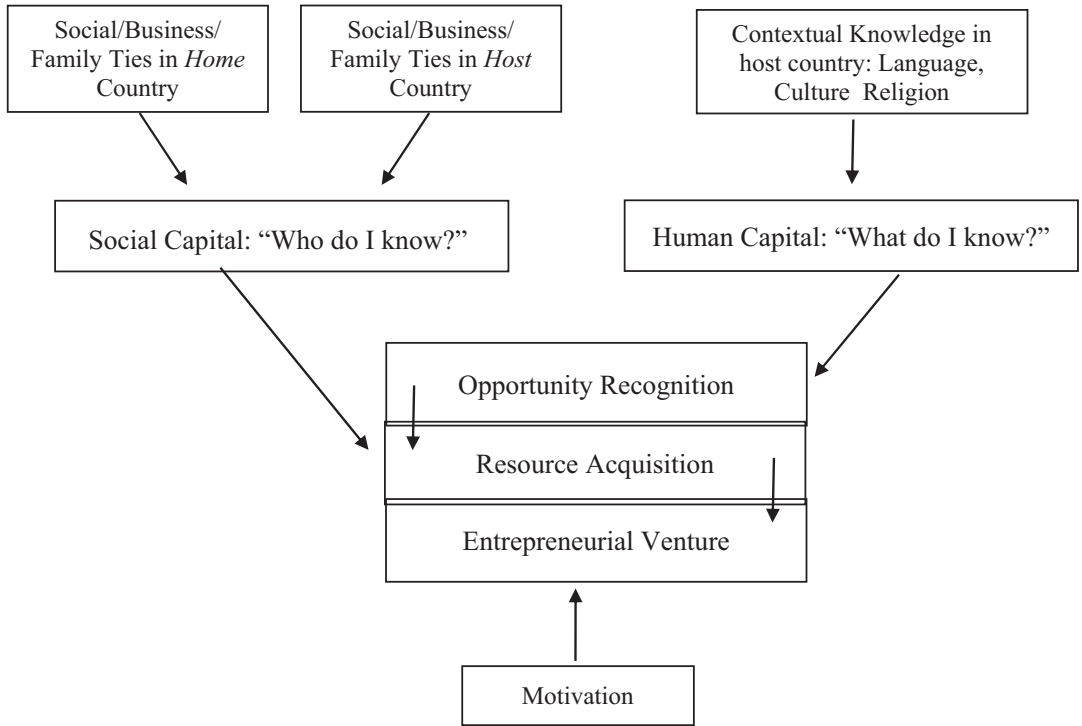 Social/Business/
Family Ties in Home
Country
Social/Business/
Family Ties in Host
Country
Contextual Knowledge in
host country: Language,
Culture Religion
Social Capital: “Who do I know?”
Human Capital: “What do I know?”
Opportunity Recognition
Resource Acquisition
Entrepreneurial Venture
Motivation